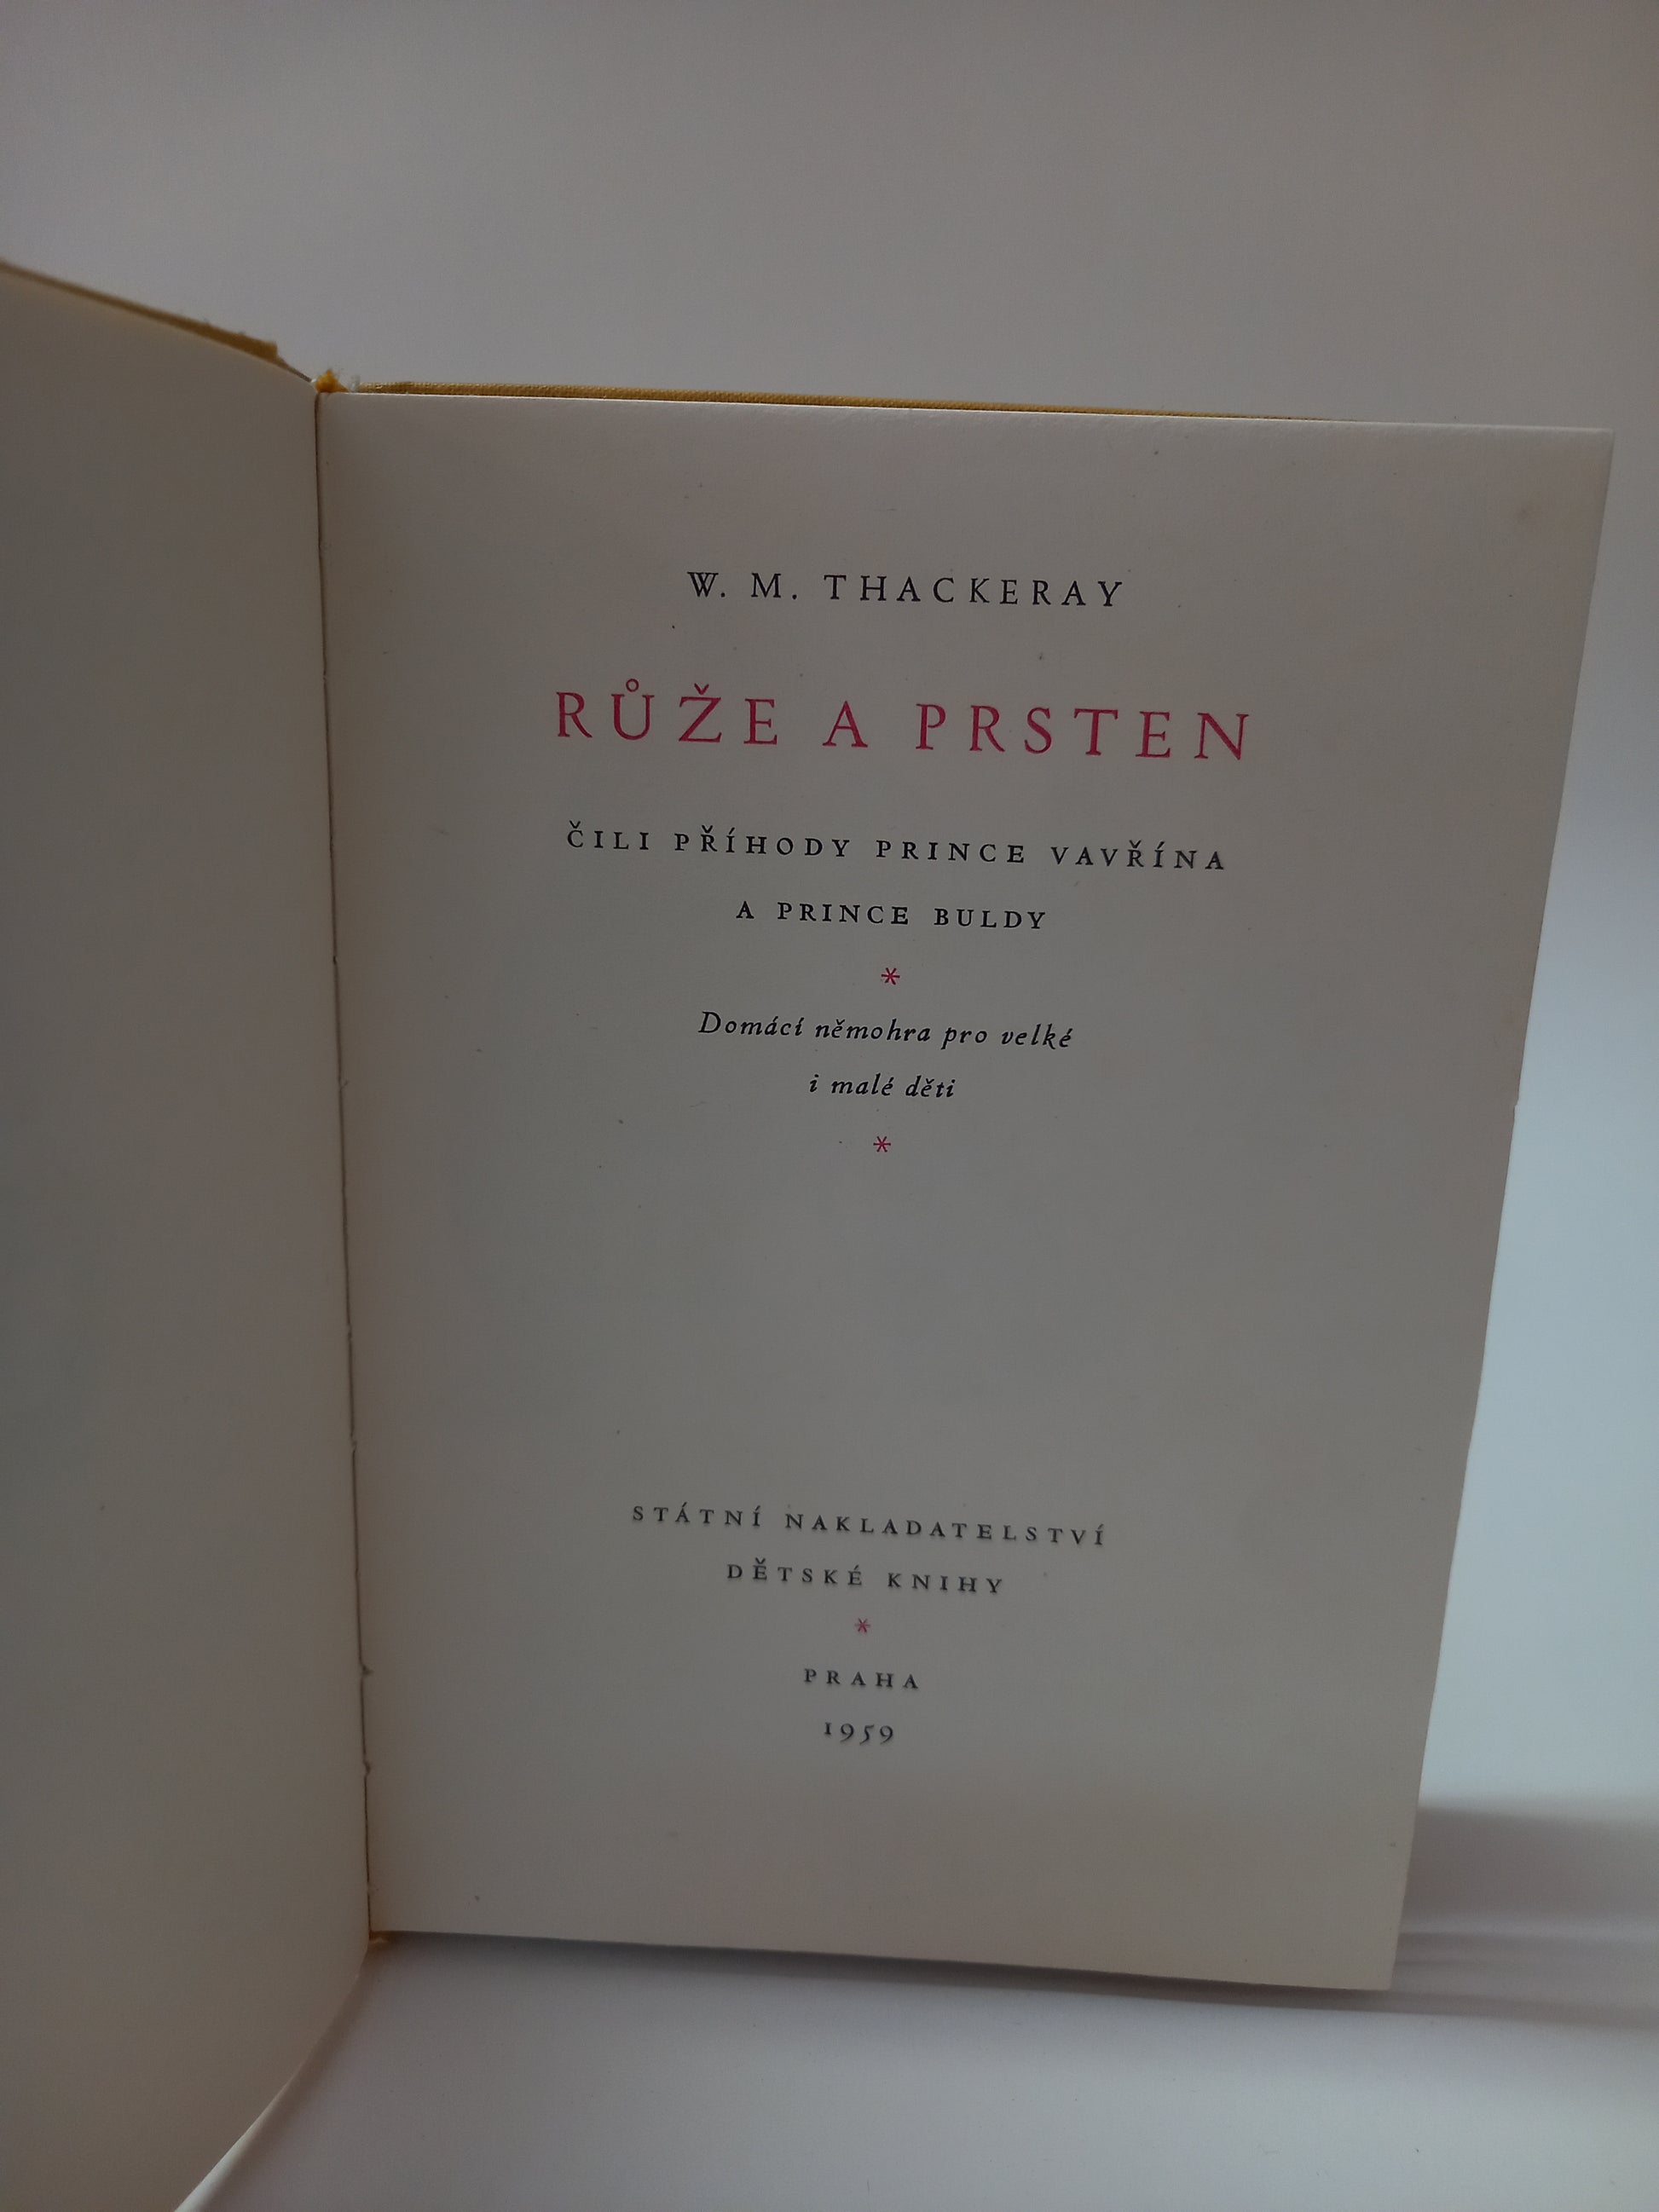 W. M. THACKERAY
RŮŽE A PRSTEN
ČILI PŘÍHODY PRINCE VAVŘÍNA
A PRINCE BULDY
*
Domácí němohra pro velké
i malé děti
*
STÁTNÍ NAKLADATELSTVÍ
DĚTSKÉ KNIHY
*
PRAHA
1959